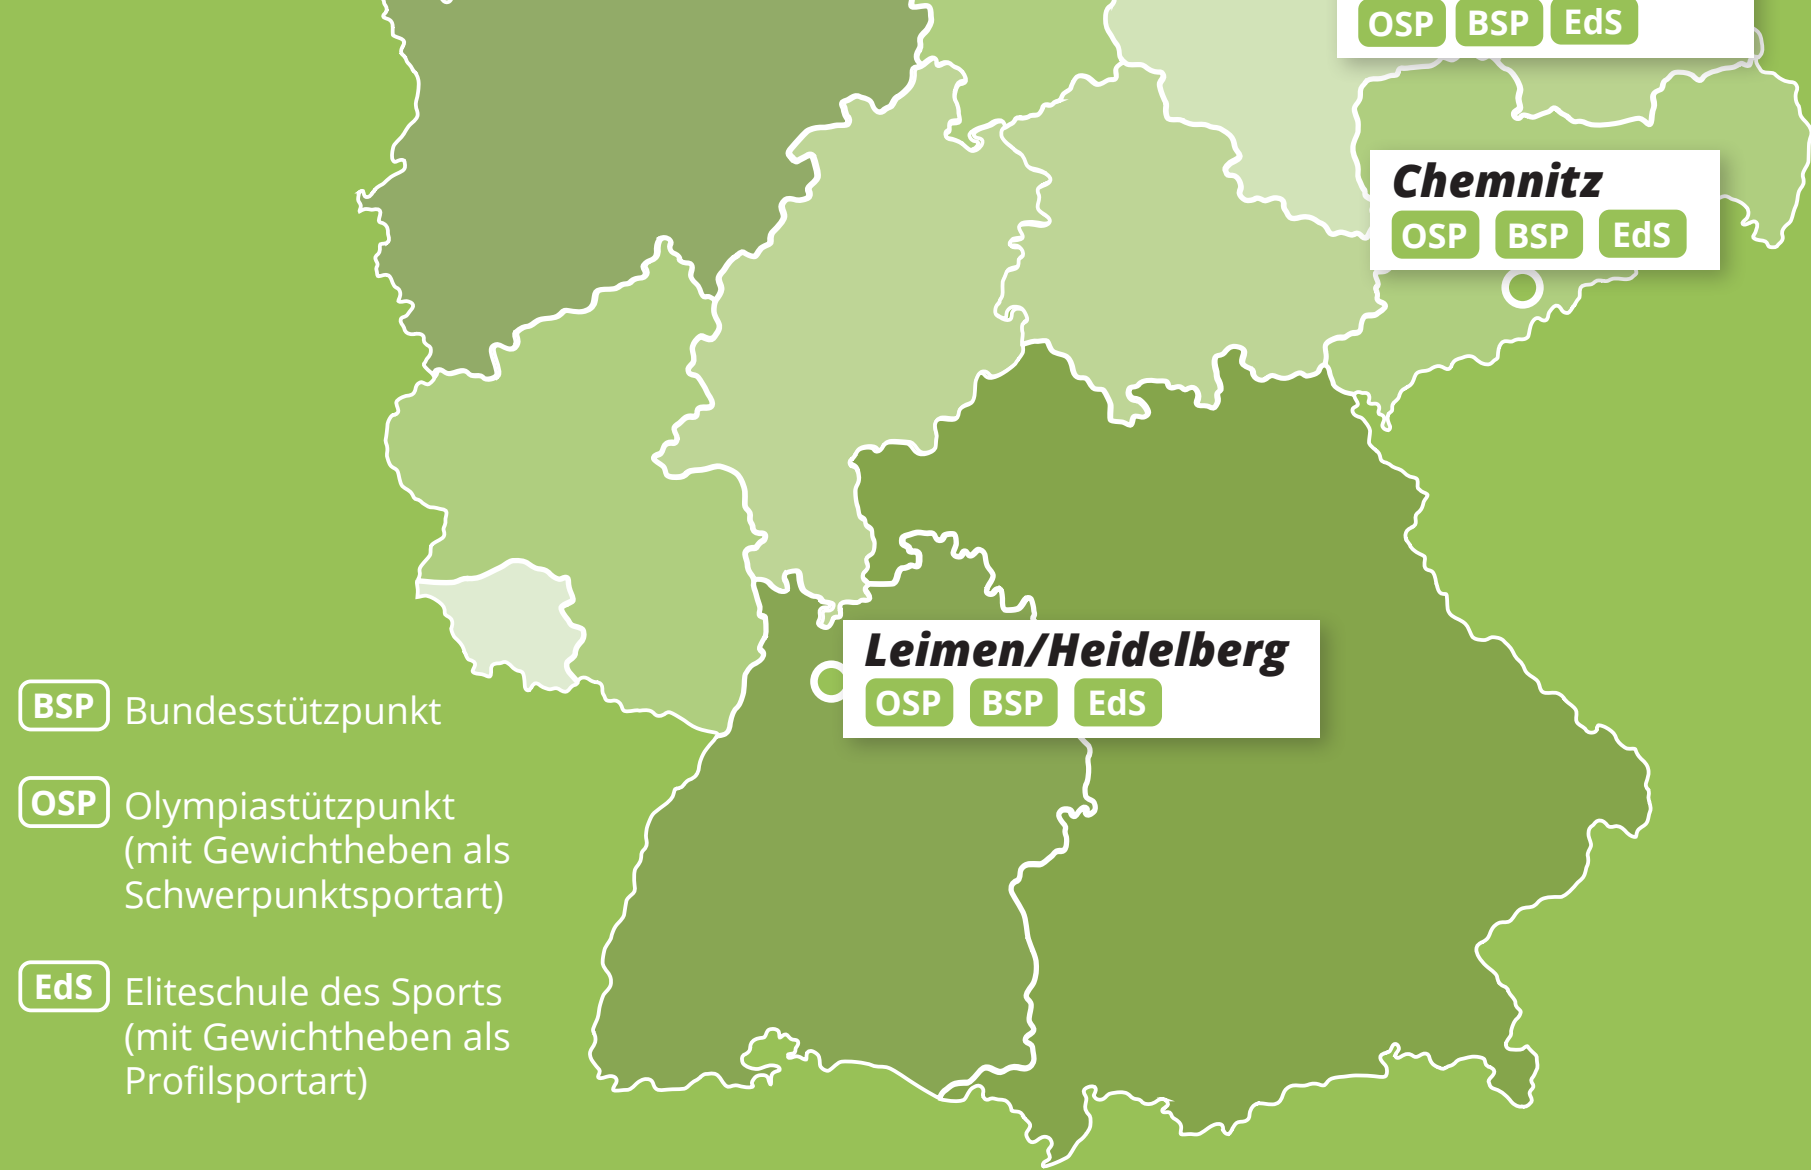 OSP BSP EdS
Chemnitz
OSP BSP EdS
Leimen/Heidelberg
OSP BSP EdS
BSP Bundesstützpunkt
OSP Olympiastützpunkt
(mit Gewichtheben als
Schwerpunktsportart)
EdS Eliteschule des Sports
(mit Gewichtheben als
Profilsportart)